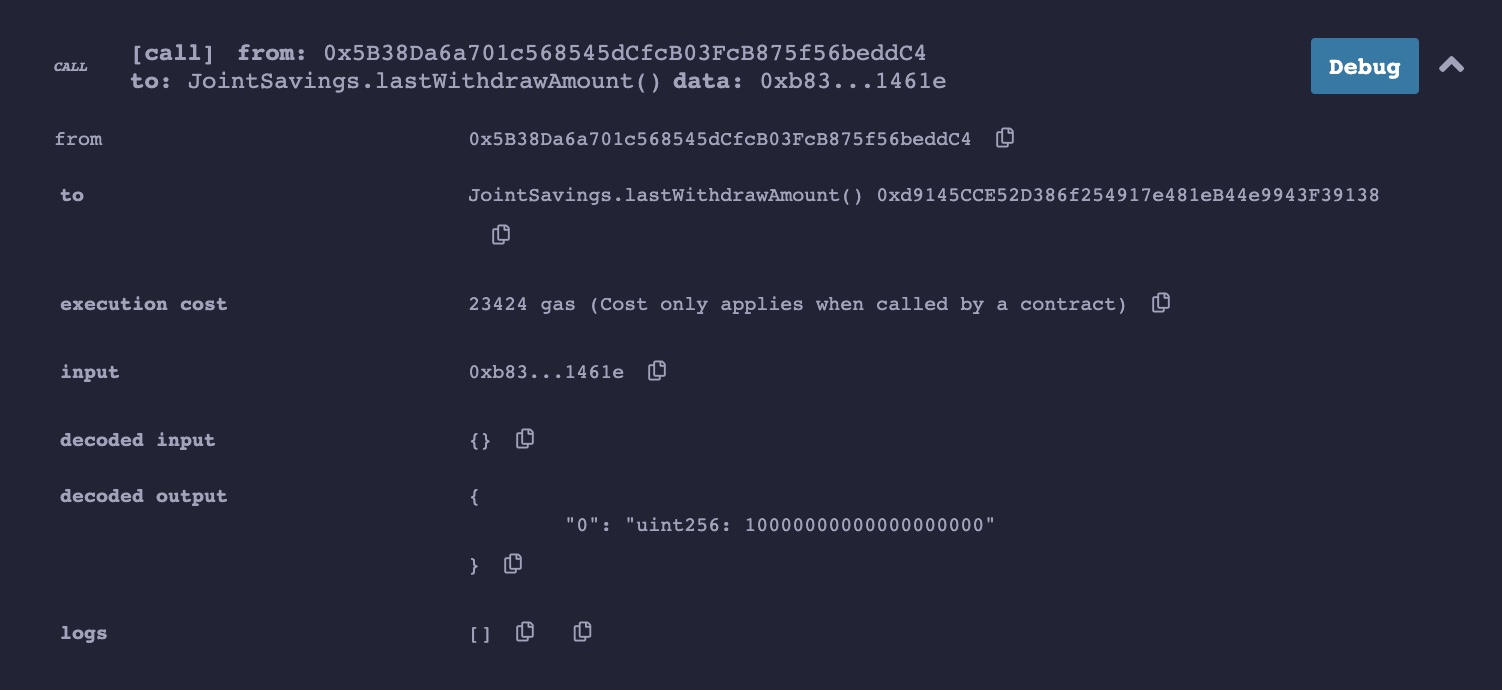 CALL
[call] from: 0x5B38Da6a701c568545dCfcB03FcB875f56beddC4
to: JointSavings.lastWithdrawAmount() data: 0xb83...1461e
Debug
from 0x5B38Da6a701c568545dCfcB03FcB875f56beddC4
to JointSavings.lastWithdrawAmount() 0xd9145CCE52D386f254917e481eB44e9943F39138
execution cost 23424 gas (Cost only applies when called by a contract)
input 0xb83...1461e
decoded input {}
decoded output {
"0": "uint256: 10000000000000000000"
}
logs []